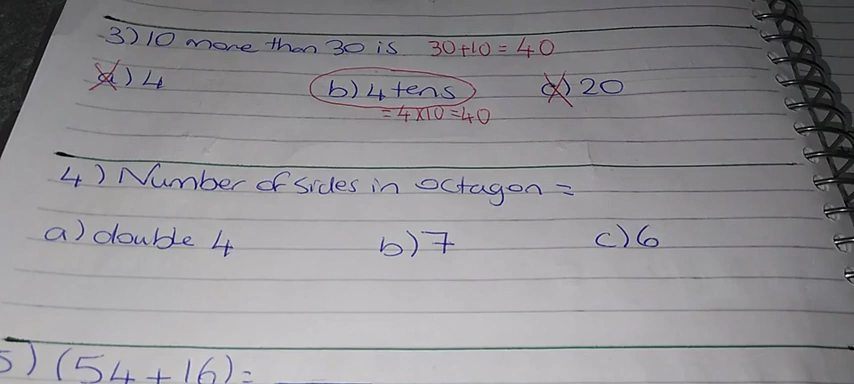 3) 10 more than 30 is 30+10=40
a) 4 b) 4 tens c) 20
=4x10=40
4) Number of sides in octagon =
a) double 4 b) 7 c) 6
5) (54+16)=